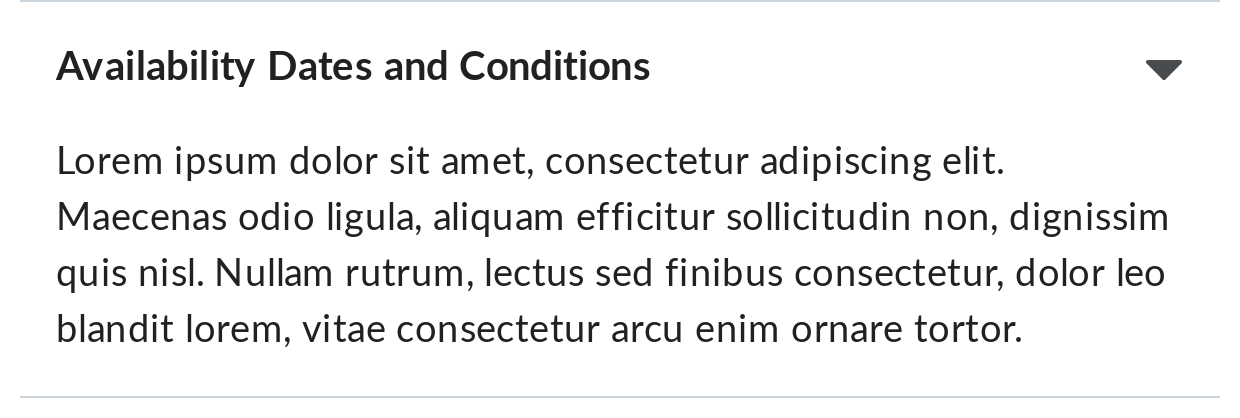 Availability Dates and Conditions
Lorem ipsum dolor sit amet, consectetur adipiscing elit.
Maecenas odio ligula, aliquam efficitur sollicitudin non, dignissim
quis nisl. Nullam rutrum, lectus sed finibus consectetur, dolor leo
blandit lorem, vitae consectetur arcu enim ornare tortor.